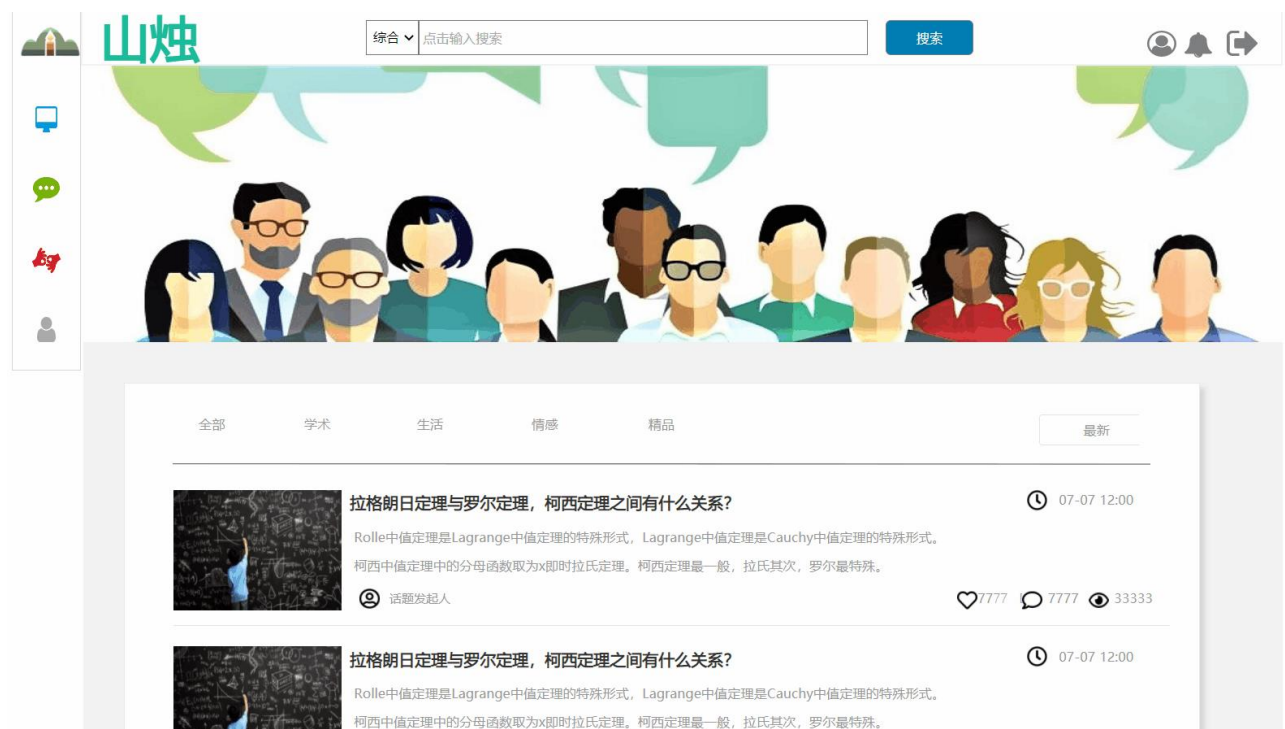 山烛
综合 点击输入搜索 搜索
全部 学术 生活 情感 精品 最新
拉格朗日定理与罗尔定理，柯西定理之间有什么关系？ 07-07 12:00
Rolle中值定理是Lagrange中值定理的特殊形式，Lagrange中值定理是Cauchy中值定理的特殊形式。
柯西中值定理中的分母函数取为x即时拉氏定理。柯西定理最一般，拉氏其次，罗尔最特殊。
话题发起人 7777 7777 33333
拉格朗日定理与罗尔定理，柯西定理之间有什么关系？ 07-07 12:00
Rolle中值定理是Lagrange中值定理的特殊形式，Lagrange中值定理是Cauchy中值定理的特殊形式。
柯西中值定理中的分母函数取为x即时拉氏定理。柯西定理最一般，拉氏其次，罗尔最特殊。